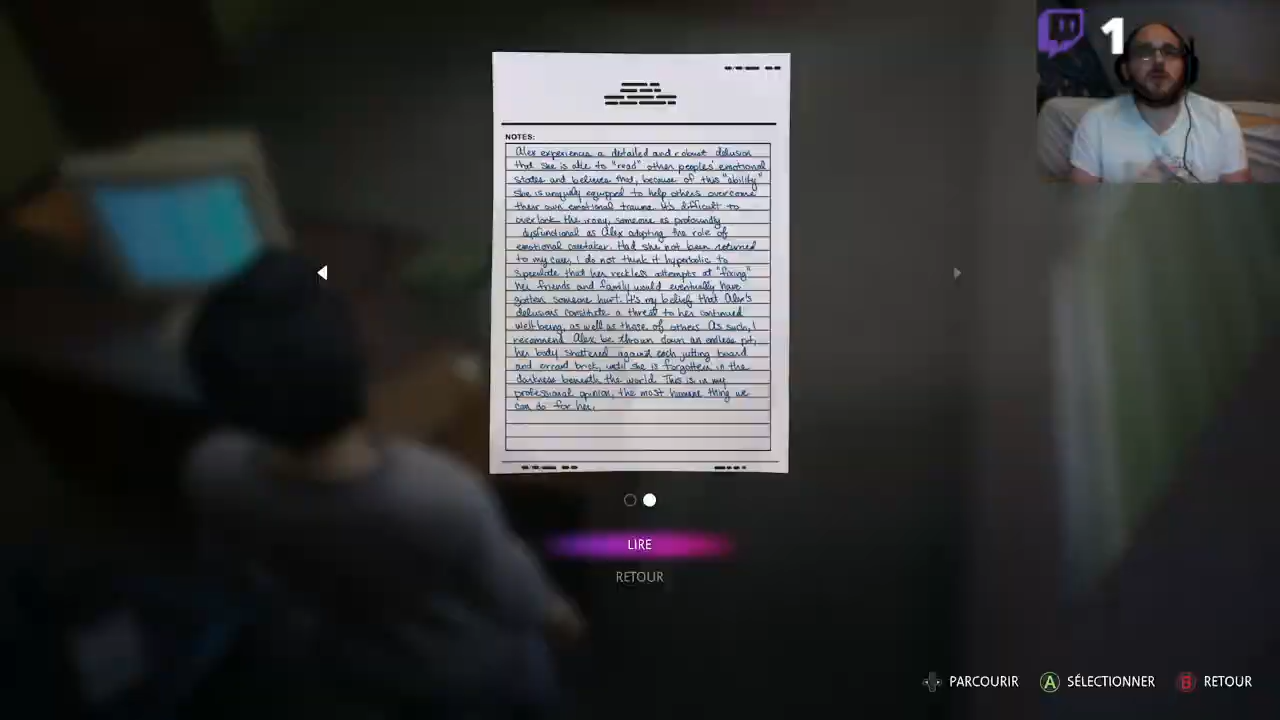 1
NOTES:
Alex experiences a detailed and robust delusion
that she is able to "read" other peoples' emotional
states and believes that, because of this "ability"
she is uniquely equipped to help others overcome
their own emotional trauma. It's difficult to
overlook the irony, someone as profoundly
dysfunctional as Alex adopting the role of
emotional caretaker. Had she not been returned
to my care, I do not think it hyperbolic to
speculate that her reckless attempts at "fixing"
her friends and family would eventually have
gotten someone hurt. It's my belief that Alex's
delusions constitute a threat to her continued
well-being, as well as those of others. As such, I
recommend Alex be thrown down an endless pit,
her body shattered against each jutting board
and errant brick, until she is forgotten in the
darkness beneath the world. This is, in my
professional opinion, the most humane thing we
can do for her.
LIRE
RETOUR
PARCOURIR A SÉLECTIONNER B RETOUR